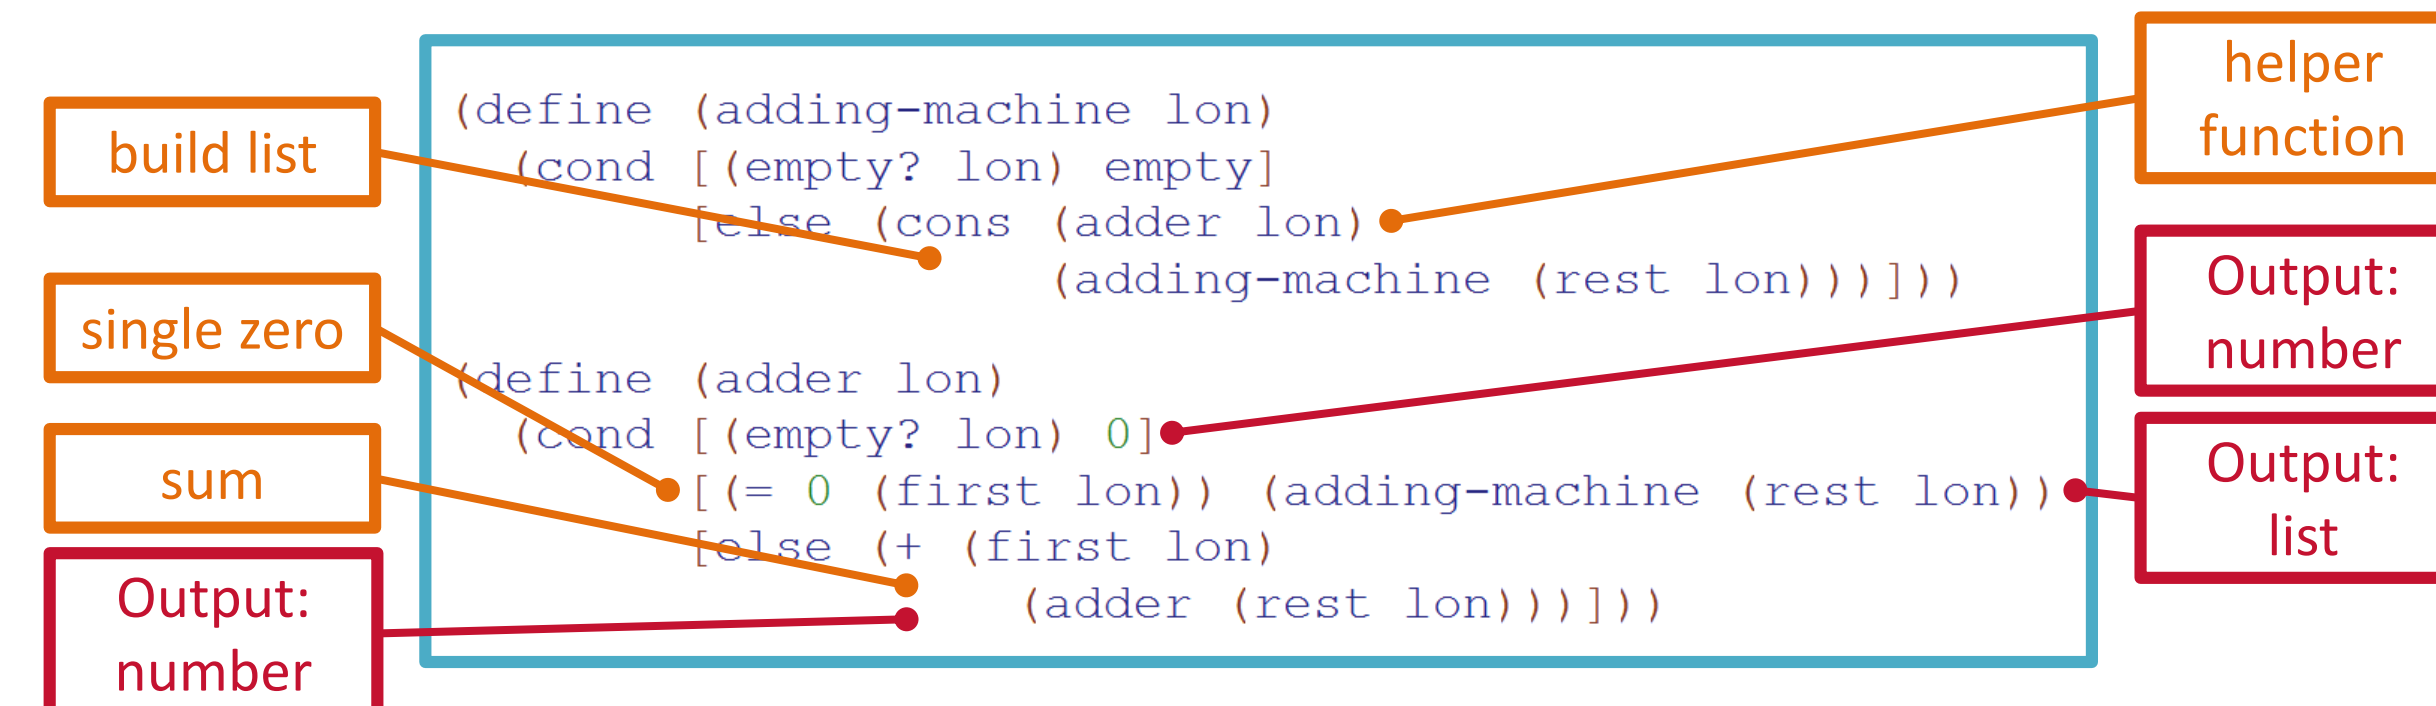 build list
single zero
sum
Output:
number
(define (adding-machine lon)
(cond [(empty? lon) empty]
[else (cons (adder lon)
(adding-machine (rest lon)))]))
(define (adder lon)
(cond [(empty? lon) 0]
[(= 0 (first lon)) (adding-machine (rest lon))
[else (+ (first lon)
(adder (rest lon)))]))
helper
function
Output:
number
Output:
list